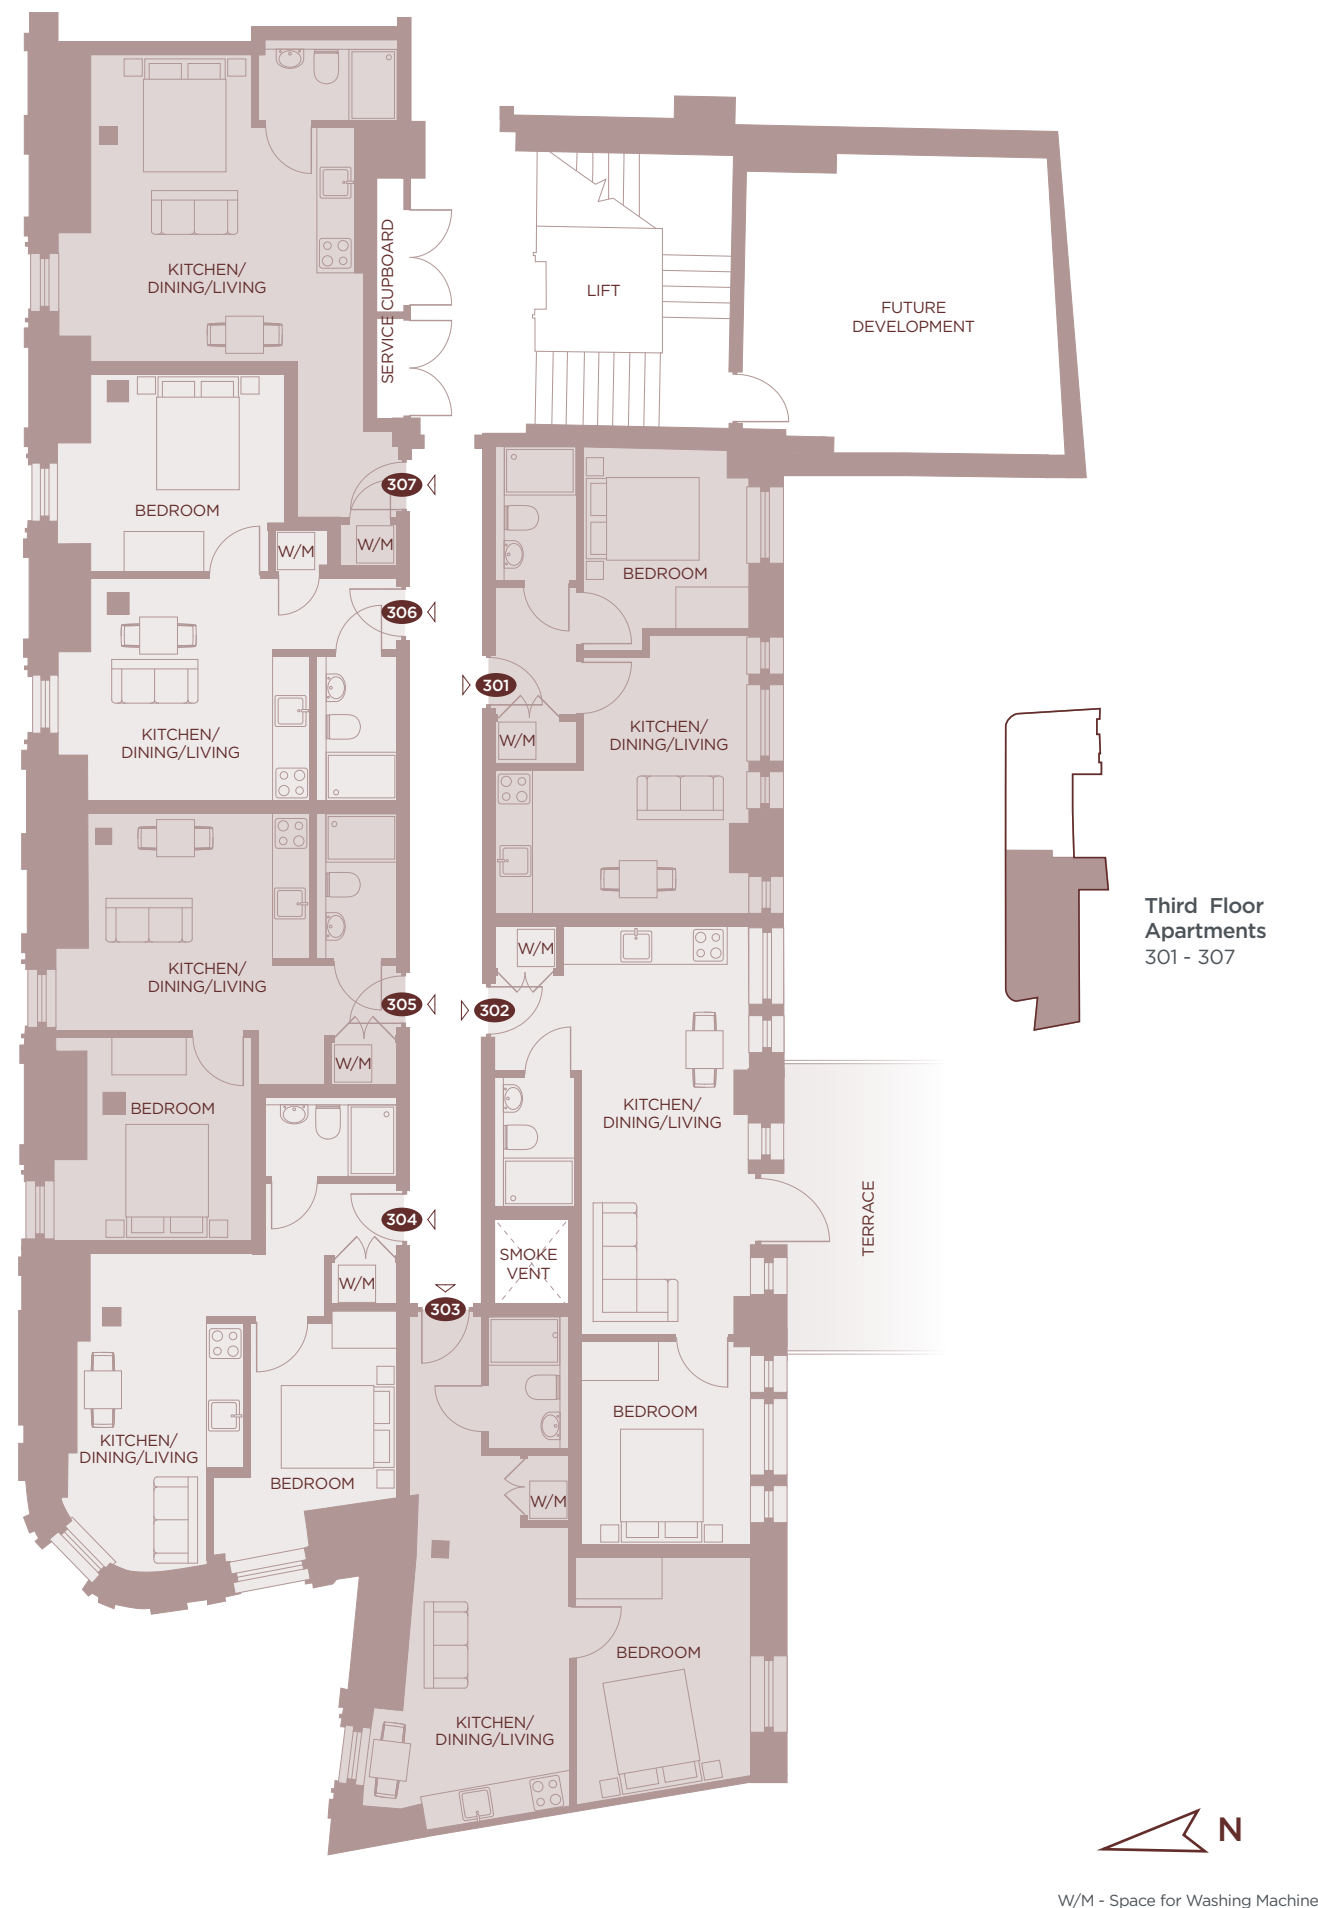 SERVICE CUPBOARD
KITCHEN/
DINING/LIVING
LIFT
FUTURE
DEVELOPMENT
307
BEDROOM
W/M
W/M
306
BEDROOM
301
W/M
KITCHEN/
DINING/LIVING
KITCHEN/
DINING/LIVING
Third Floor
Apartments
301 - 307
W/M
KITCHEN/
DINING/LIVING
305
302
W/M
BEDROOM
KITCHEN/
DINING/LIVING
TERRACE
304
SMOKE
VENT
W/M
303
KITCHEN/
DINING/LIVING
BEDROOM
BEDROOM
W/M
BEDROOM
KITCHEN/
DINING/LIVING
N
W/M - Space for Washing Machine